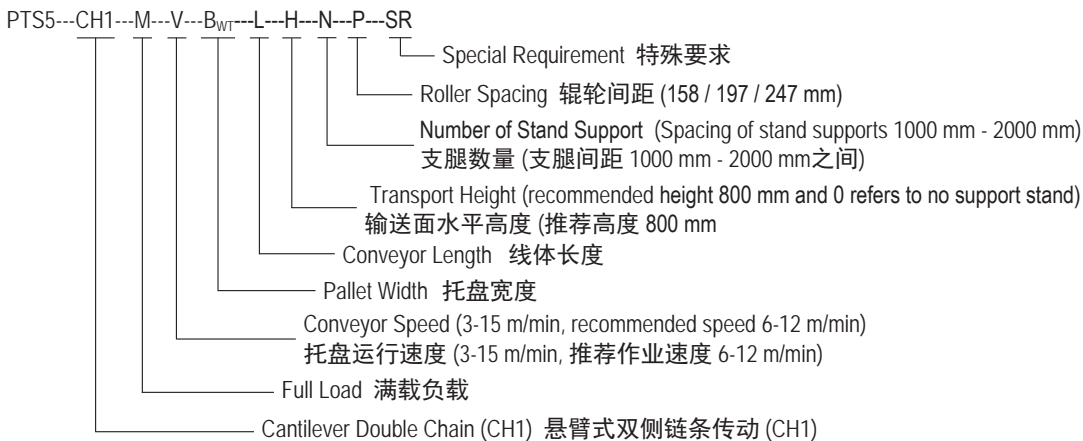 PTS5---CH1---M---V---BWT---L---H---N---P---SR
Special Requirement 特殊要求
Roller Spacing 辊轮间距 (158 / 197 / 247 mm)
Number of Stand Support (Spacing of stand supports 1000 mm - 2000 mm)
支腿数量 (支腿间距 1000 mm - 2000 mm之间)
Transport Height (recommended height 800 mm and 0 refers to no support stand)
输送面水平高度 (推荐高度 800 mm
Conveyor Length 线体长度
Pallet Width 托盘宽度
Conveyor Speed (3-15 m/min, recommended speed 6-12 m/min)
托盘运行速度 (3-15 m/min, 推荐作业速度 6-12 m/min)
Full Load 满载负载
Cantilever Double Chain (CH1) 悬臂式双侧链条传动 (CH1)